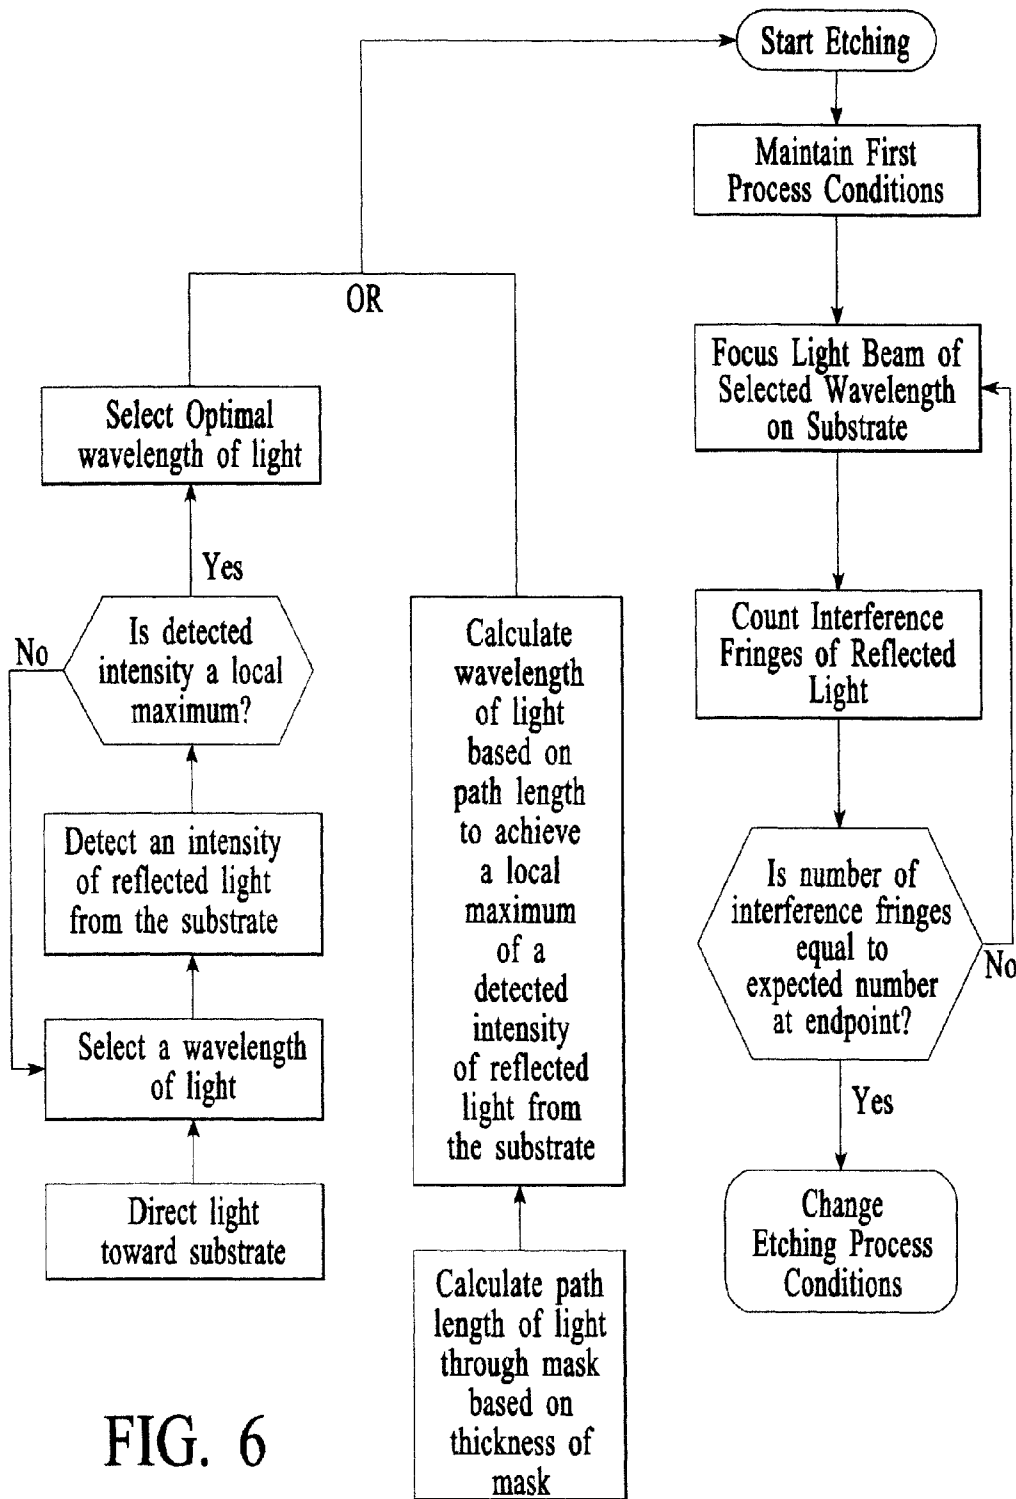 Start Etching
Maintain First
Process Conditions
Focus Light Beam of
Selected Wavelength
on Substrate
Count Interference
Fringes of Reflected
Light
Is number of
interference fringes
equal to
expected number
at endpoint?
No
Yes
Change
Etching Process
Conditions
OR
Select Optimal
wavelength of light
Yes
Is detected
intensity a local
maximum?
No
Detect an intensity
of reflected light
from the substrate
Select a wavelength
of light
Direct light
toward substrate
Calculate
wavelength
of light
based on
path length
to achieve
a local
maximum
of a
detected
intensity
of reflected
light from
the substrate
Calculate path
length of light
through mask
based on
thickness of
mask
FIG. 6